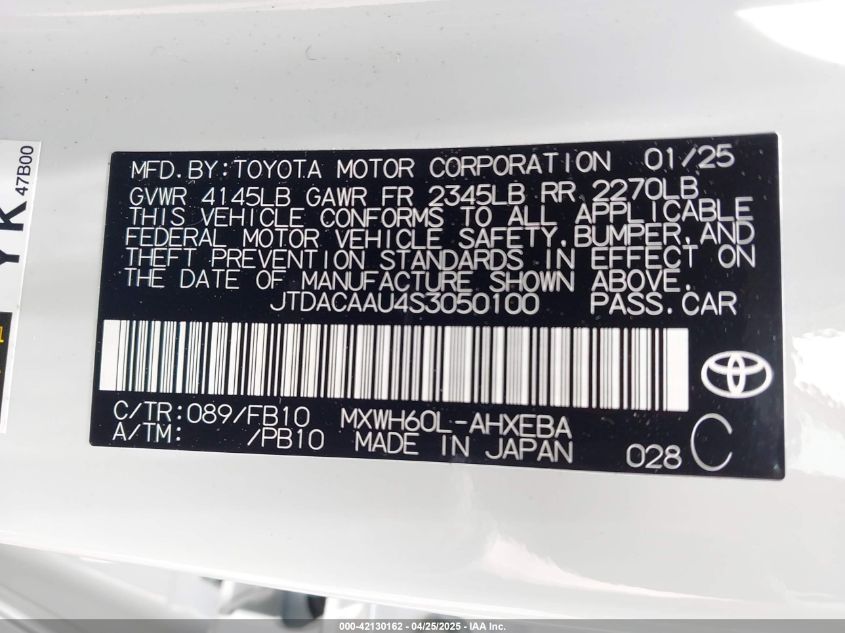 MFD.BY:TOYOTA MOTOR CORPORATION 01/25
GVWR 4145LB GAWR FR 2345LB RR 2270LB
THIS VEHICLE CONFORMS TO ALL APPLICABLE
FEDERAL MOTOR VEHICLE SAFETY,BUMPER,AND
THEFT PREVENTION STANDARDS IN EFFECT ON
THE DATE OF MANUFACTURE SHOWN ABOVE.
JTDACAAU4S3050100 PASS.CAR
C/TR:089/FB10 MXWH60L-AHXEBA
A/TM: /PB10 MADE IN JAPAN 028 C
YK 47B00
000-42130162 - 04/25/2025 - IAA Inc.